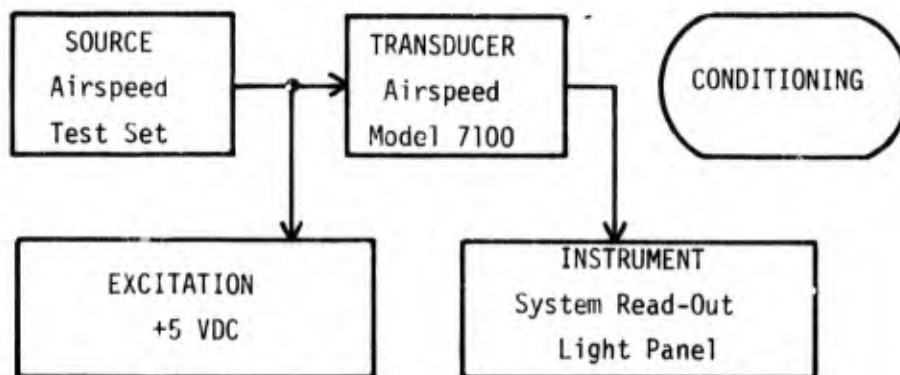 SOURCE
Airspeed
Test Set
TRANSDUCER
Airspeed
Model 7100
CONDITIONING
EXCITATION
+5 VDC
INSTRUMENT
System Read-Out
Light Panel